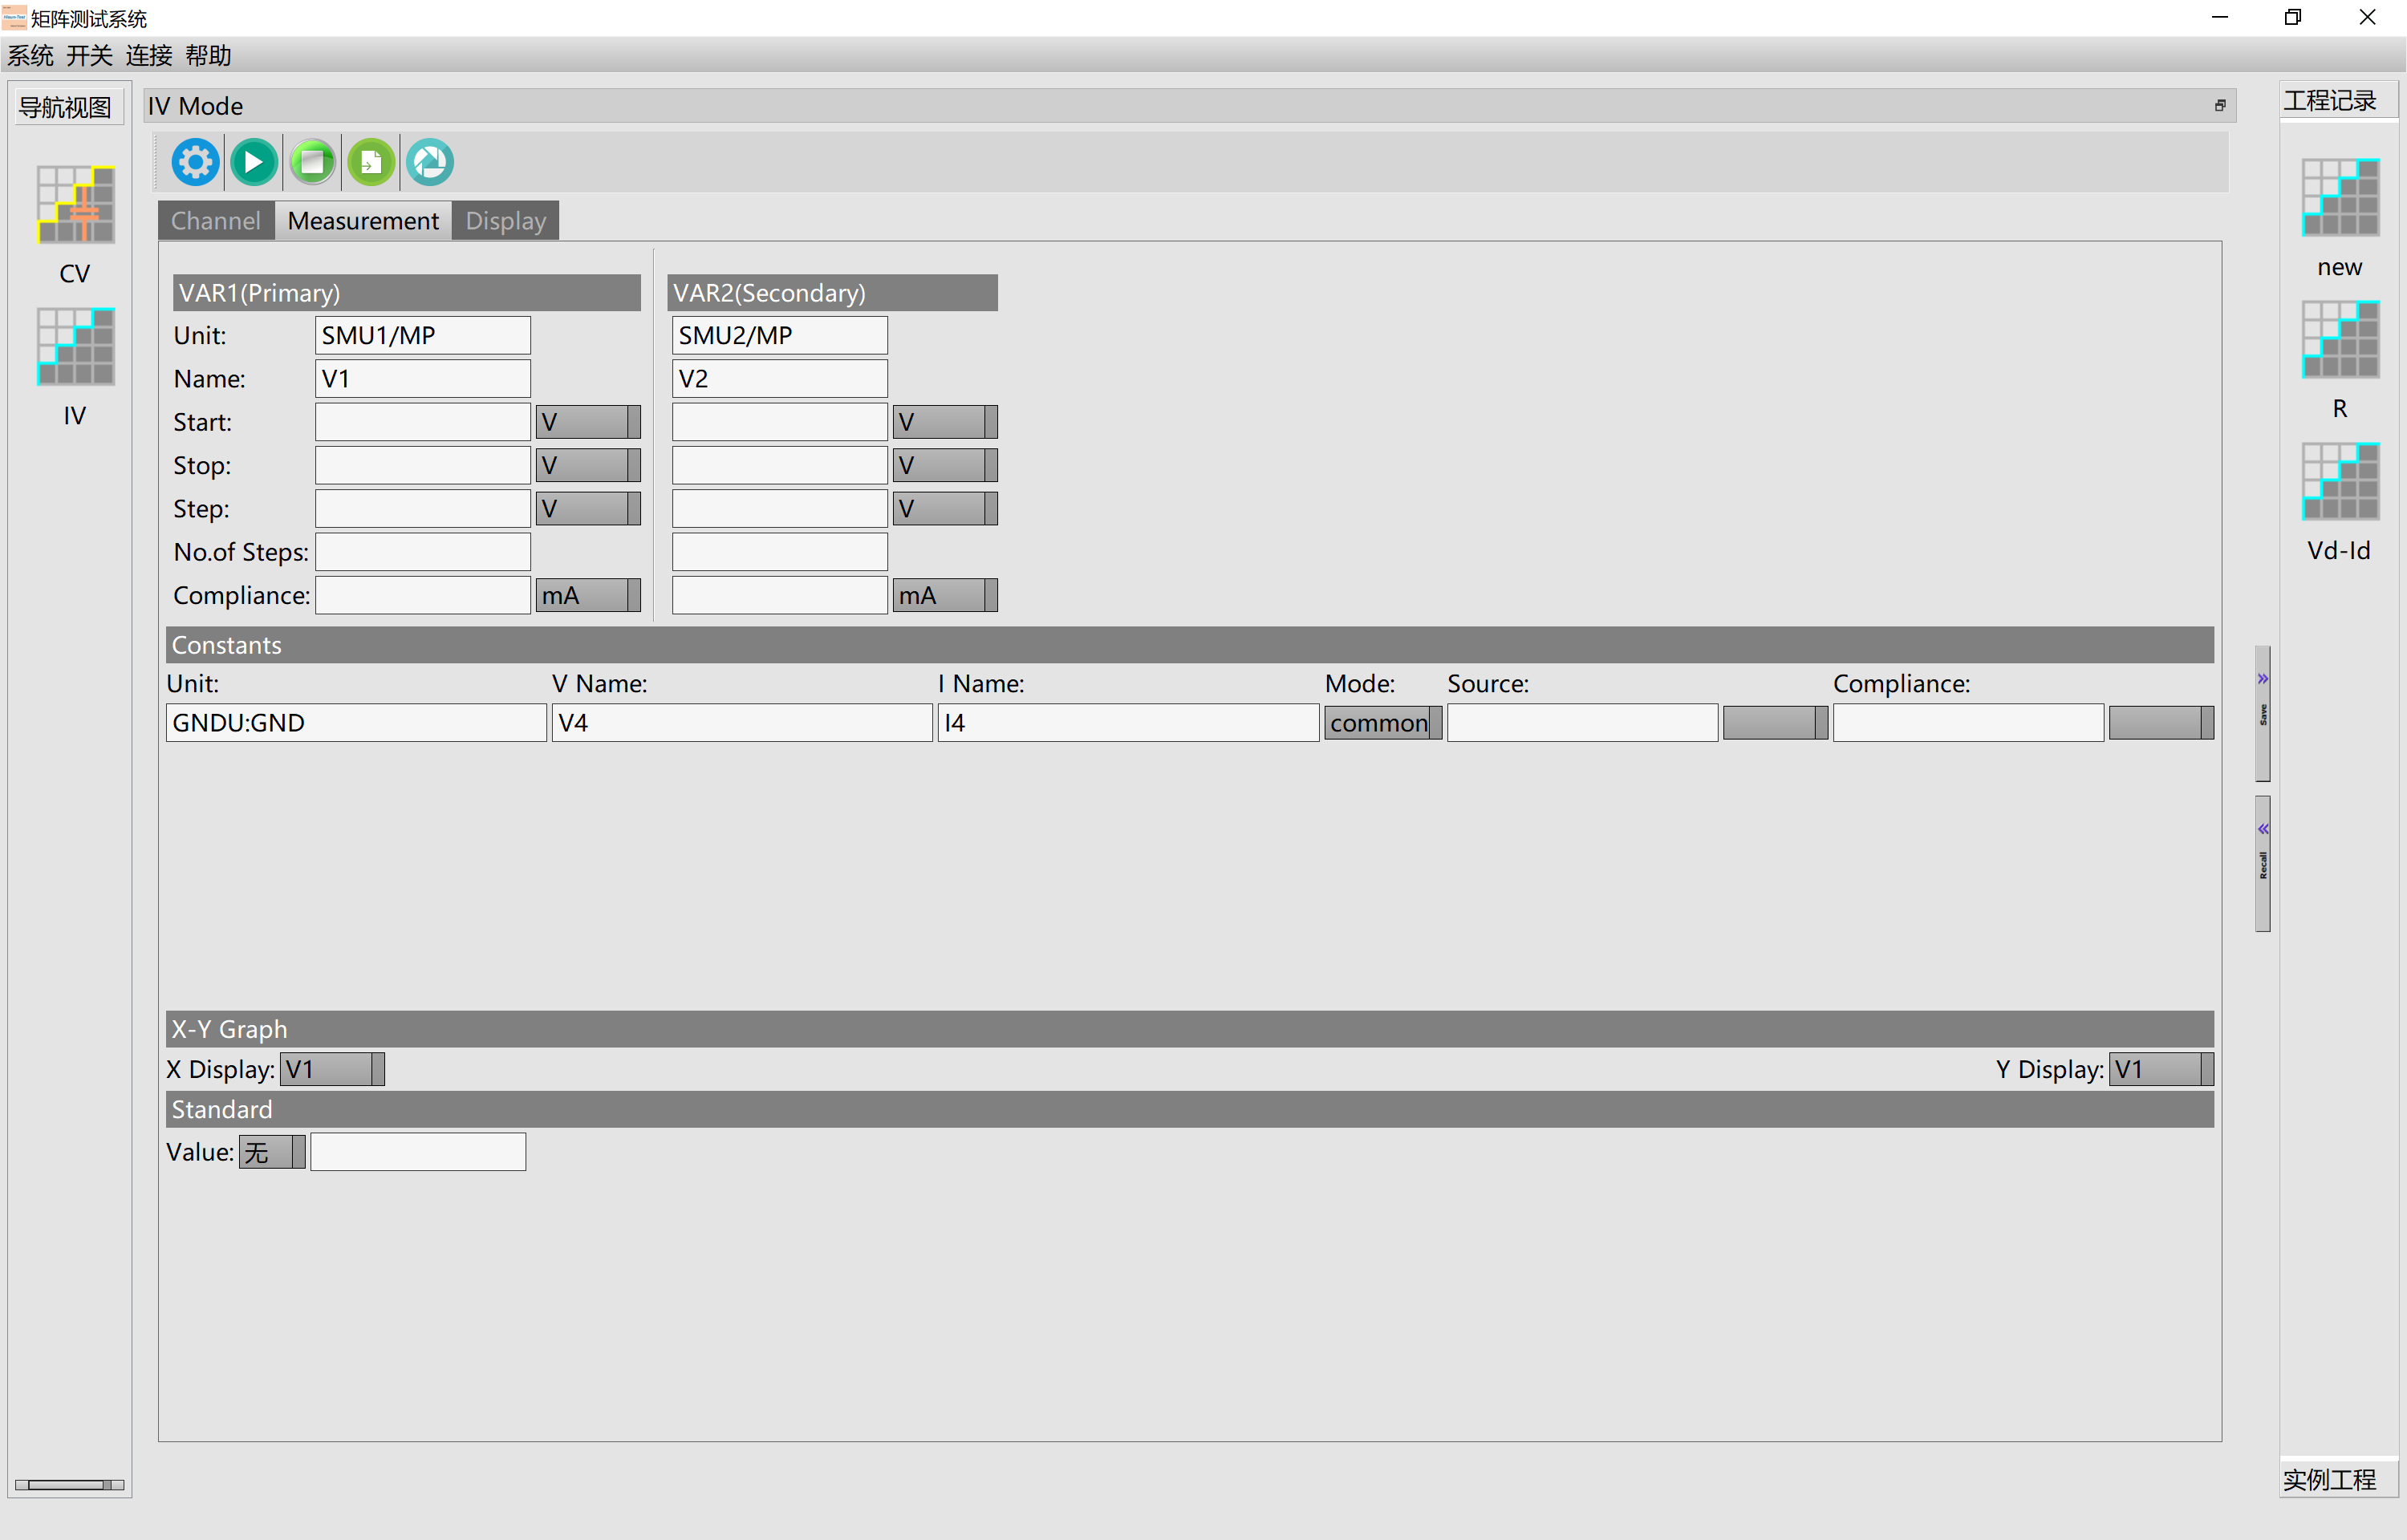 矩阵测试系统
系统 开关 连接 帮助
导航视图
CV
IV
IV Mode
Channel Measurement Display
VAR1(Primary) VAR2(Secondary)
Unit: SMU1/MP SMU2/MP
Name: V1 V2
Start: V V
Stop: V V
Step: V V
No.of Steps:
Compliance: mA mA
Constants
Unit: V Name: I Name: Mode: Source: Compliance:
GNDU:GND V4 I4 common
X-Y Graph
X Display: V1 Y Display: V1
Standard
Value: 无
Save
Recall
工程记录
new
R
Vd-Id
实例工程